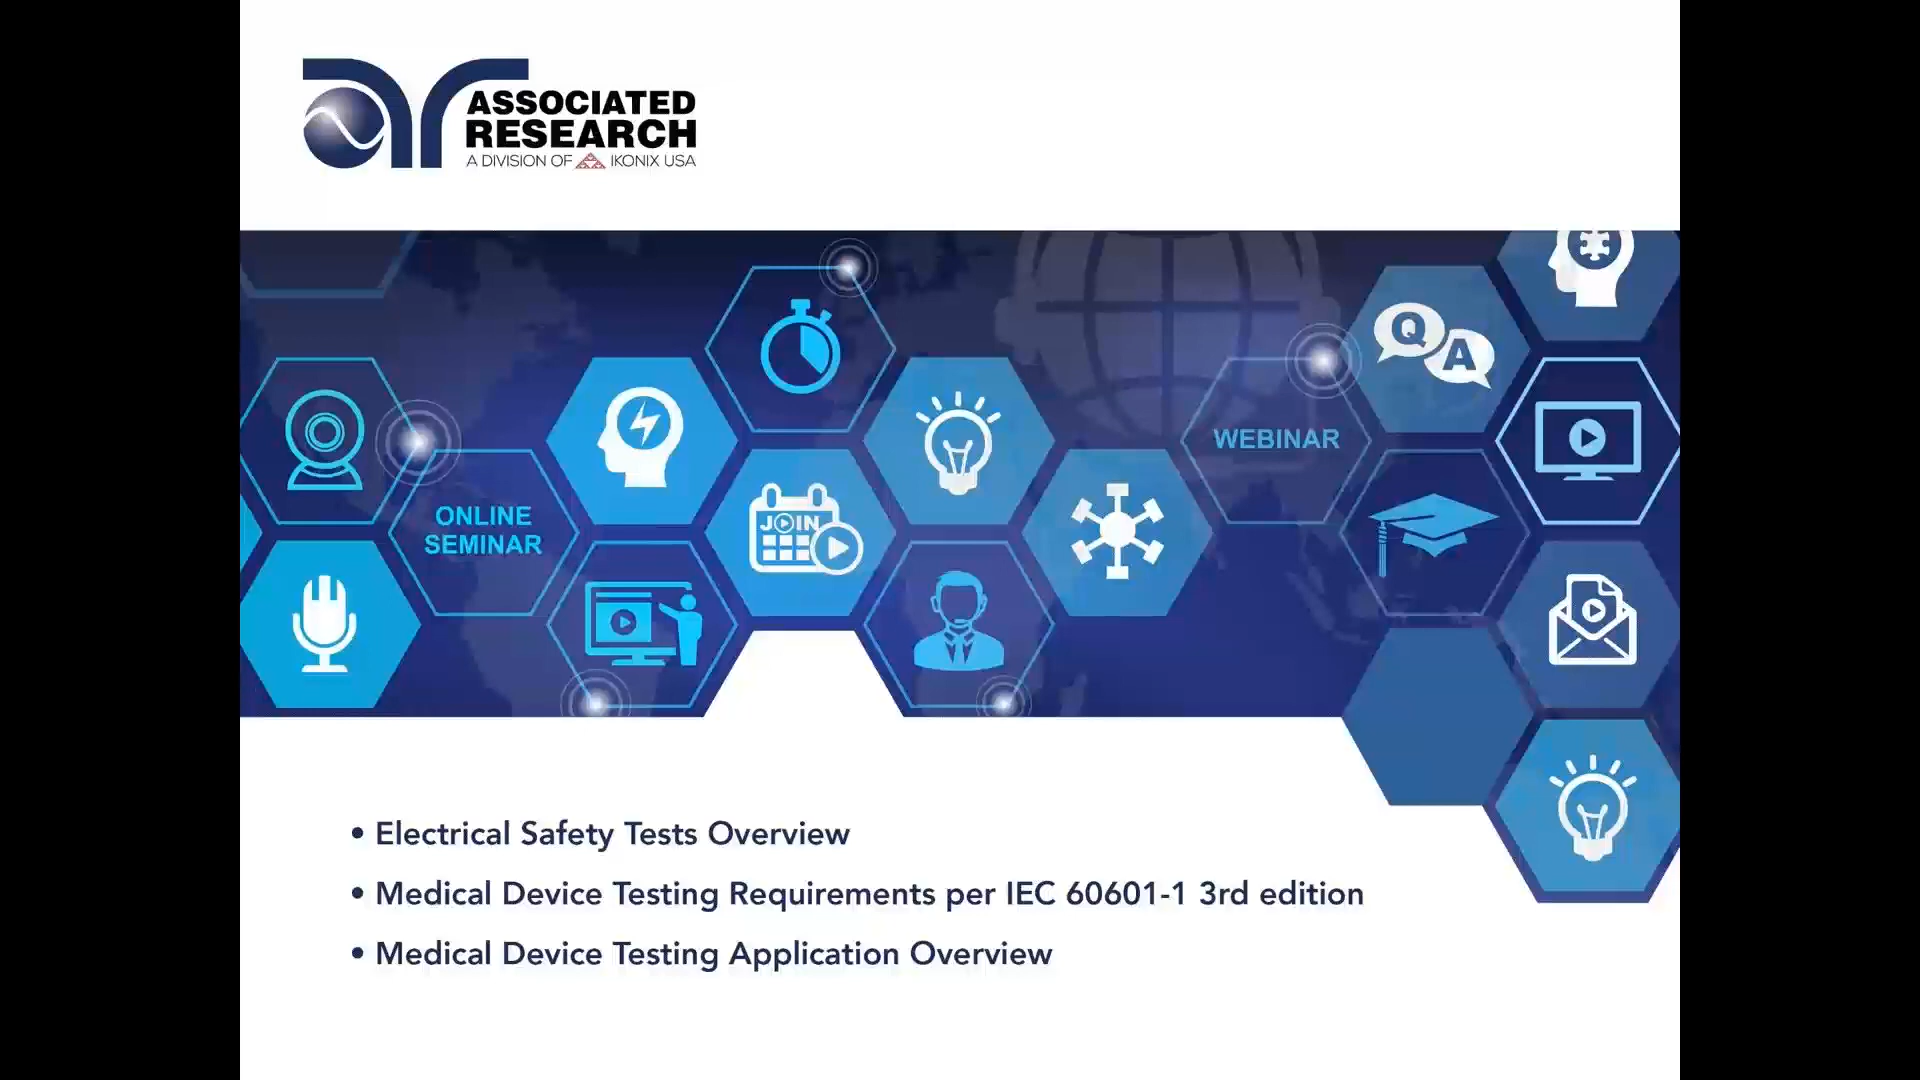 ar
ASSOCIATED
RESEARCH
A DIVISION OF IKONIX USA
Q
A
WEBINAR
ONLINE
SEMINAR
JOIN
• Electrical Safety Tests Overview
• Medical Device Testing Requirements per IEC 60601-1 3rd edition
• Medical Device Testing Application Overview